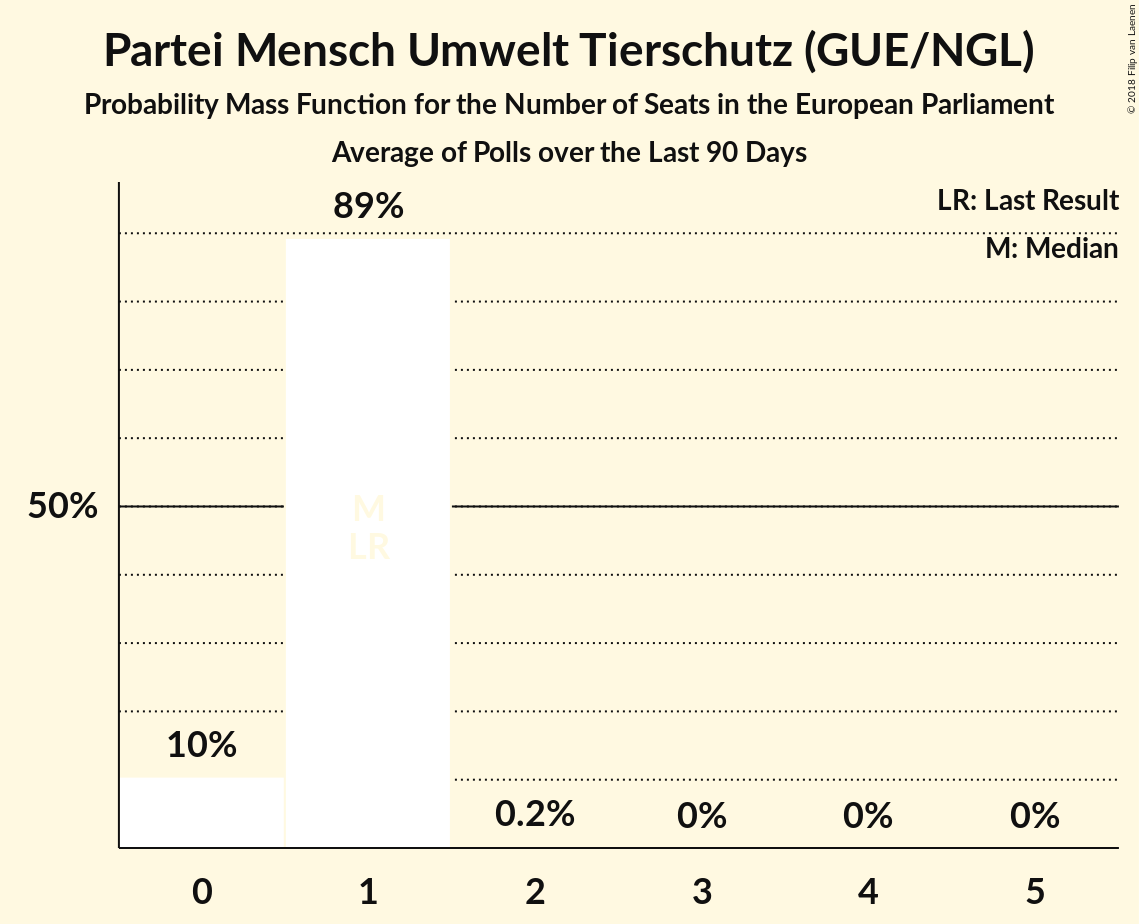 Partei Mensch Umwelt Tierschutz (GUE/NGL)
Probability Mass Function for the Number of Seats in the European Parliament
Average of Polls over the Last 90 Days
© 2018 Filip van Laenen
LR: Last Result
M: Median
89%
50%
M
LR
10%
0.2%
0%
0%
0%
0 1 2 3 4 5